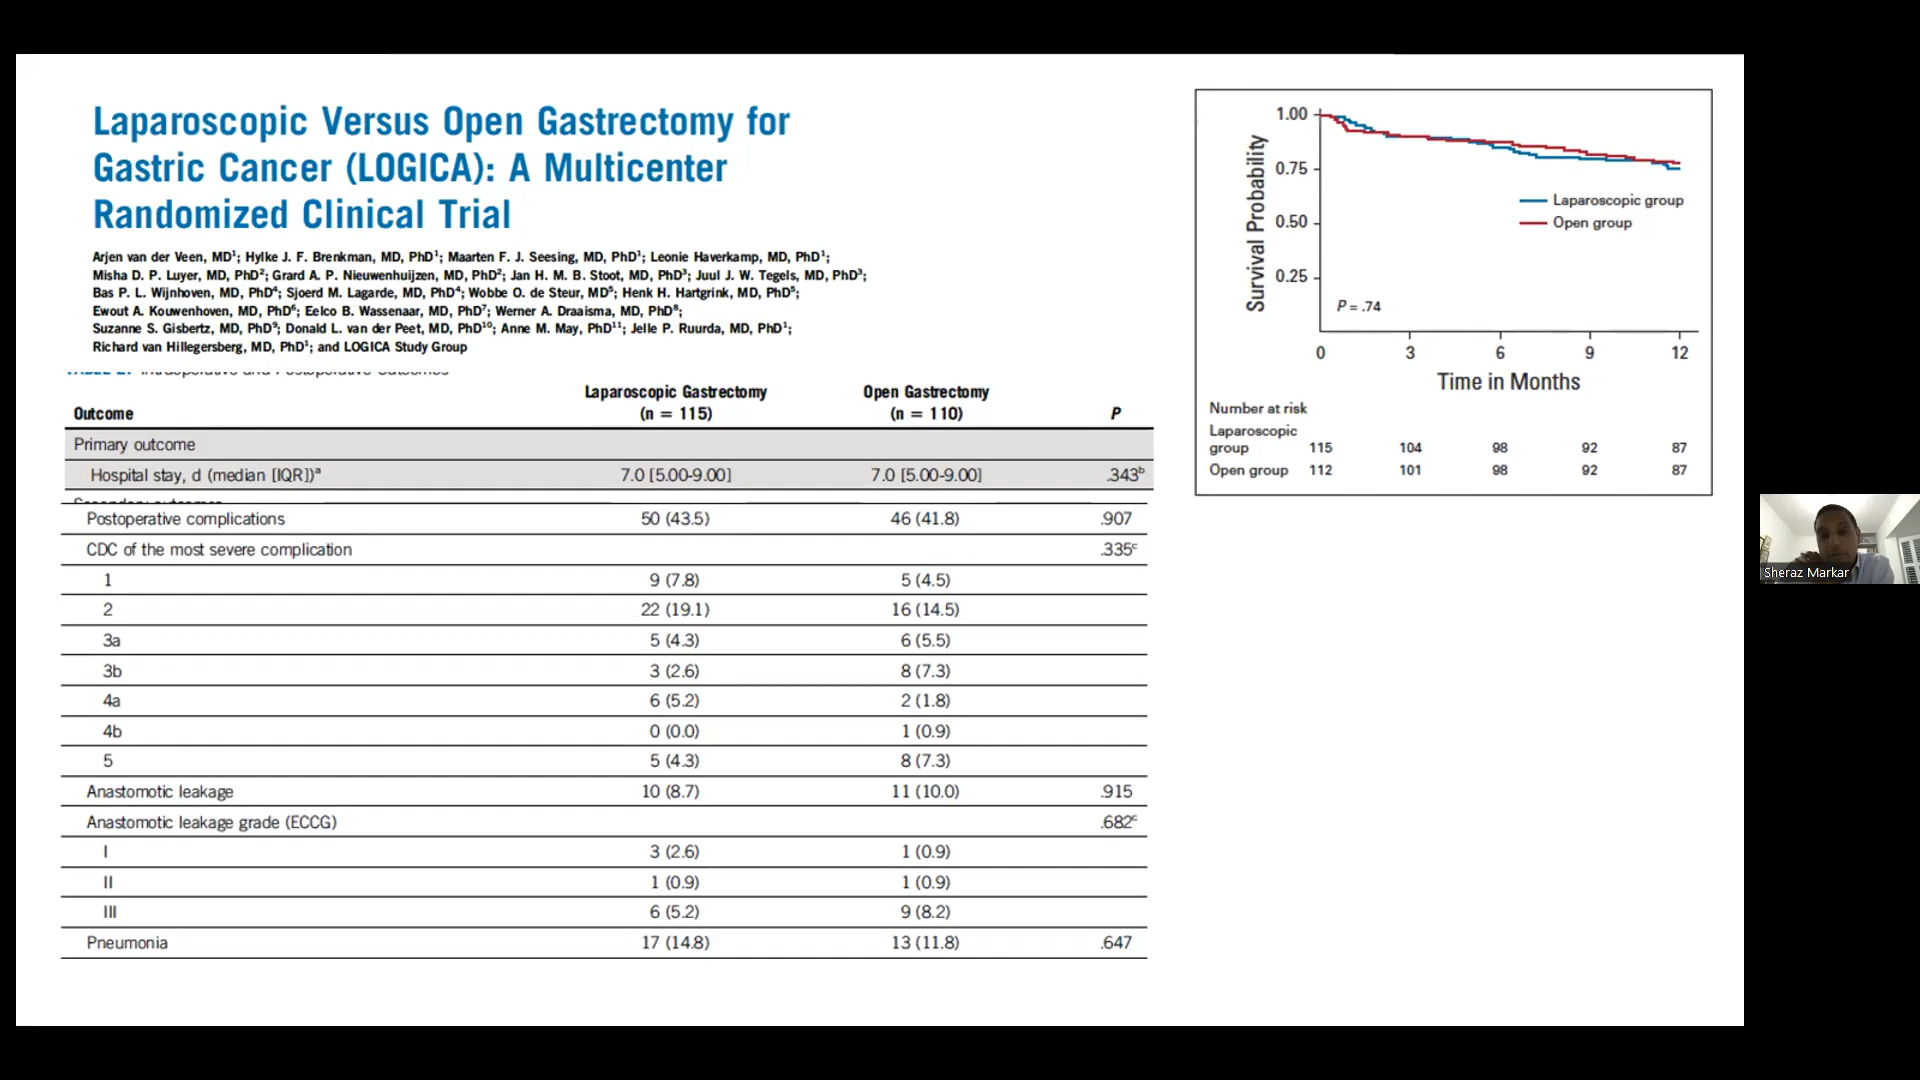 Laparoscopic Versus Open Gastrectomy for
Gastric Cancer (LOGICA): A Multicenter
Randomized Clinical Trial
Arjen van der Veen, MD1; Hylke J. F. Brenkman, MD, PhD1; Maarten F. J. Seesing, MD, PhD1; Leonie Haverkamp, MD, PhD1;
Misha D. P. Luyer, MD, PhD2; Grard A. P. Nieuwenhuijzen, MD, PhD2; Jan H. M. B. Stoot, MD, PhD3; Juul J. W. Tegels, MD, PhD3;
Bas P. L. Wijnhoven, MD, PhD4; Sjoerd M. Lagarde, MD, PhD4; Wobbe O. de Steur, MD5; Henk H. Hartgrink, MD, PhD5;
Ewout A. Kouwenhoven, MD, PhD6; Eelco B. Wassenaar, MD, PhD7; Werner A. Draaisma, MD, PhD8;
Suzanne S. Gisbertz, MD, PhD9; Donald L. van der Peet, MD, PhD10; Anne M. May, PhD11; Jelle P. Ruurda, MD, PhD1;
Richard van Hillegersberg, MD, PhD1; and LOGICA Study Group
Intraoperative and Postoperative Outcomes
Outcome Laparoscopic Gastrectomy (n = 115) Open Gastrectomy (n = 110) P
Primary outcome
Hospital stay, d (median [IQR])a 7.0 [5.00-9.00] 7.0 [5.00-9.00] .343b
Secondary outcomes
Postoperative complications 50 (43.5) 46 (41.8) .907
CDC of the most severe complication .335c
1 9 (7.8) 5 (4.5)
2 22 (19.1) 16 (14.5)
3a 5 (4.3) 6 (5.5)
3b 3 (2.6) 8 (7.3)
4a 6 (5.2) 2 (1.8)
4b 0 (0.0) 1 (0.9)
5 5 (4.3) 8 (7.3)
Anastomotic leakage 10 (8.7) 11 (10.0) .915
Anastomotic leakage grade (ECCG) .682c
I 3 (2.6) 1 (0.9)
II 1 (0.9) 1 (0.9)
III 6 (5.2) 9 (8.2)
Pneumonia 17 (14.8) 13 (11.8) .647
Survival Probability
1.00
0.75
0.50
0.25
Laparoscopic group
Open group
P = .74
0 3 6 9 12
Time in Months
Number at risk
Laparoscopic
group 115 104 98 92 87
Open group 112 101 98 92 87
Sheraz Markar